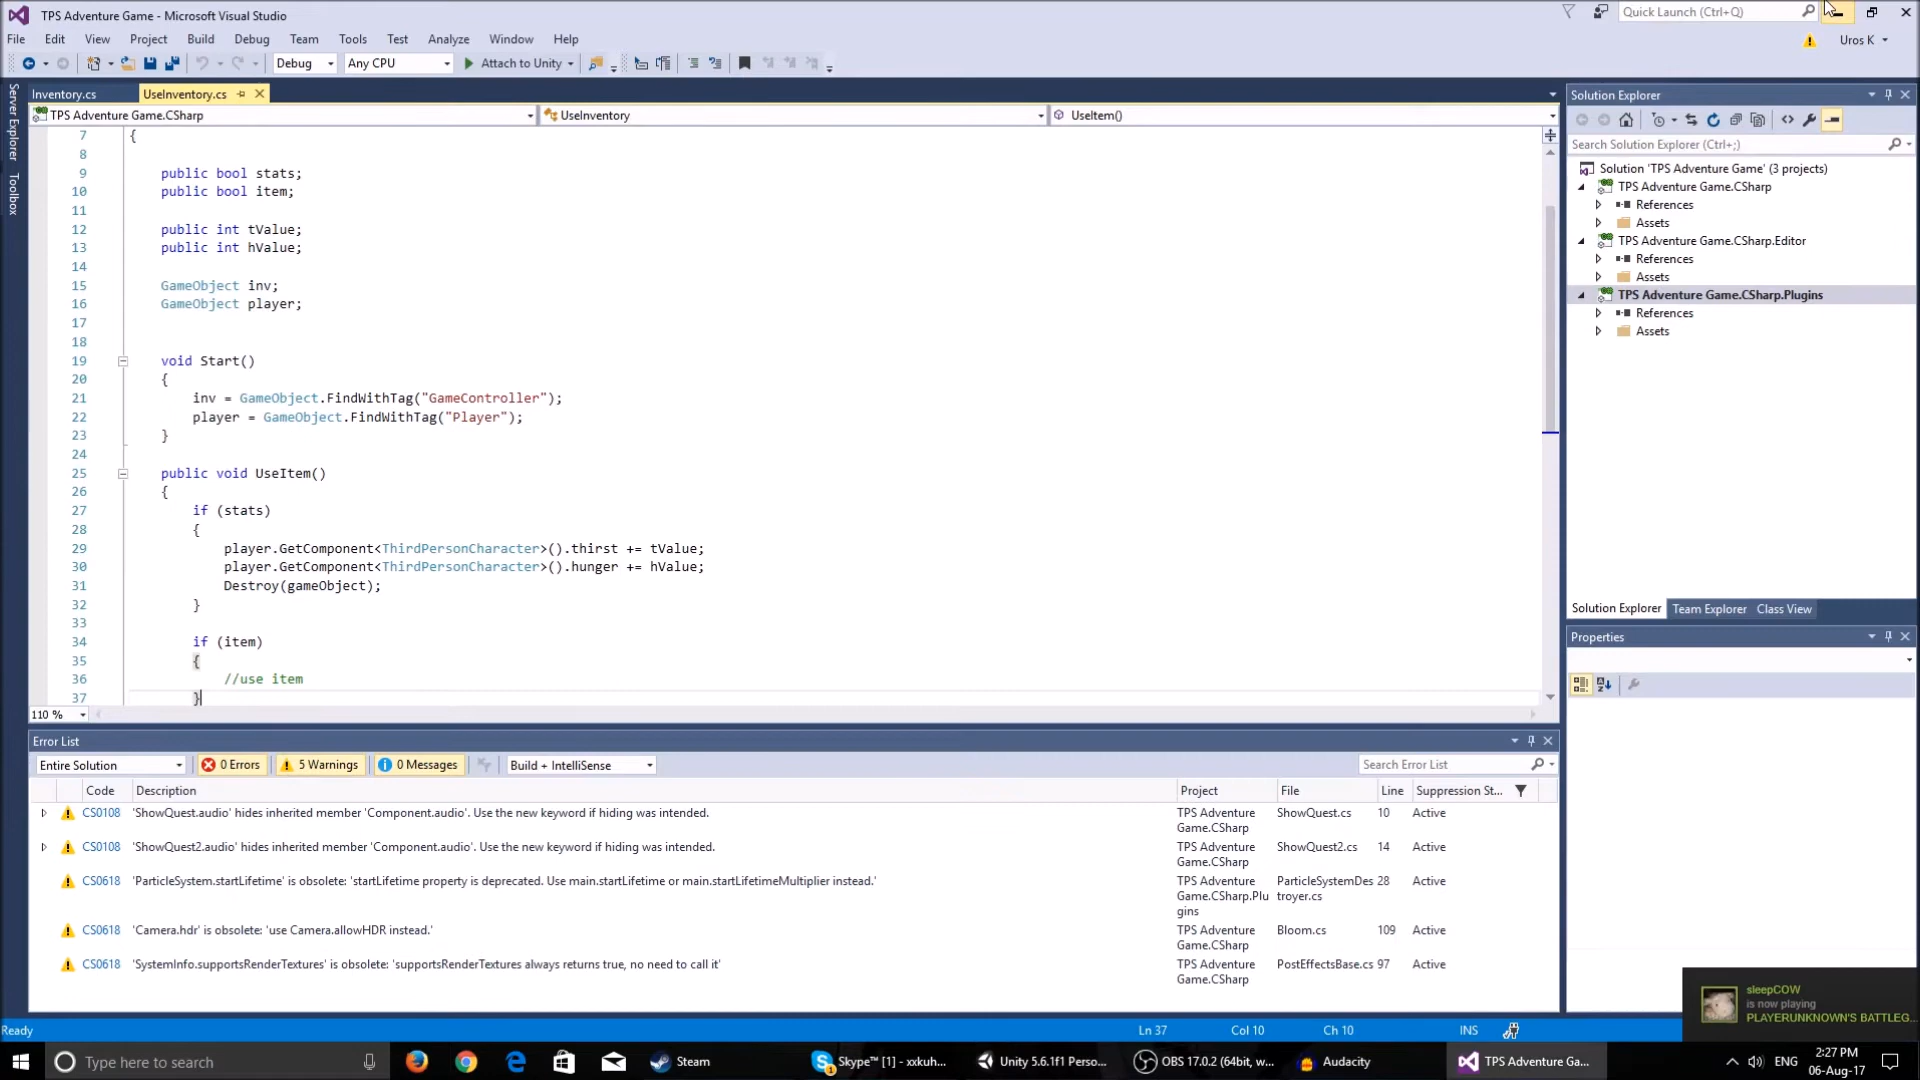 TPS Adventure Game - Microsoft Visual Studio
Quick Launch (Ctrl+Q)
File Edit View Project Build Debug Team Tools Test Analyze Window Help
Uros K
Debug Any CPU Attach to Unity
Server Explorer
Toolbox
Inventory.cs UseInventory.cs
TPS Adventure Game.CSharp UseInventory UseItem()
7 {
8
9 public bool stats;
10 public bool item;
11
12 public int tValue;
13 public int hValue;
14
15 GameObject inv;
16 GameObject player;
17
18
19 void Start()
20 {
21 inv = GameObject.FindWithTag("GameController");
22 player = GameObject.FindWithTag("Player");
23 }
24
25 public void UseItem()
26 {
27 if (stats)
28 {
29 player.GetComponent<ThirdPersonCharacter>().thirst += tValue;
30 player.GetComponent<ThirdPersonCharacter>().hunger += hValue;
31 Destroy(gameObject);
32 }
33
34 if (item)
35 {
36 //use item
37 }
110 %
Solution Explorer
Search Solution Explorer (Ctrl+;)
Solution 'TPS Adventure Game' (3 projects)
TPS Adventure Game.CSharp
References
Assets
TPS Adventure Game.CSharp.Editor
References
Assets
TPS Adventure Game.CSharp.Plugins
References
Assets
Solution Explorer Team Explorer Class View
Properties
Error List
Entire Solution 0 Errors 5 Warnings 0 Messages Build + IntelliSense Search Error List
Code Description Project File Line Suppression St...
CS0108 'ShowQuest.audio' hides inherited member 'Component.audio'. Use the new keyword if hiding was intended. TPS Adventure Game.CSharp ShowQuest.cs 10 Active
CS0108 'ShowQuest2.audio' hides inherited member 'Component.audio'. Use the new keyword if hiding was intended. TPS Adventure Game.CSharp ShowQuest2.cs 14 Active
CS0618 'ParticleSystem.startLifetime' is obsolete: 'startLifetime property is deprecated. Use main.startLifetime or main.startLifetimeMultiplier instead.' TPS Adventure Game.CSharp.Plugins ParticleSystemDestroyer.cs 28 Active
CS0618 'Camera.hdr' is obsolete: 'use Camera.allowHDR instead.' TPS Adventure Game.CSharp Bloom.cs 109 Active
CS0618 'SystemInfo.supportsRenderTextures' is obsolete: 'supportsRenderTextures always returns true, no need to call it' TPS Adventure Game.CSharp PostEffectsBase.cs 97 Active
sleepCOW
is now playing
PLAYERUNKNOWN'S BATTLEG...
Ready Ln 37 Col 10 Ch 10 INS
Type here to search Steam Skype™ [1] - xxkuh... Unity 5.6.1f1 Perso... OBS 17.0.2 (64bit, w... Audacity TPS Adventure Ga... ENG 2:27 PM
06-Aug-17